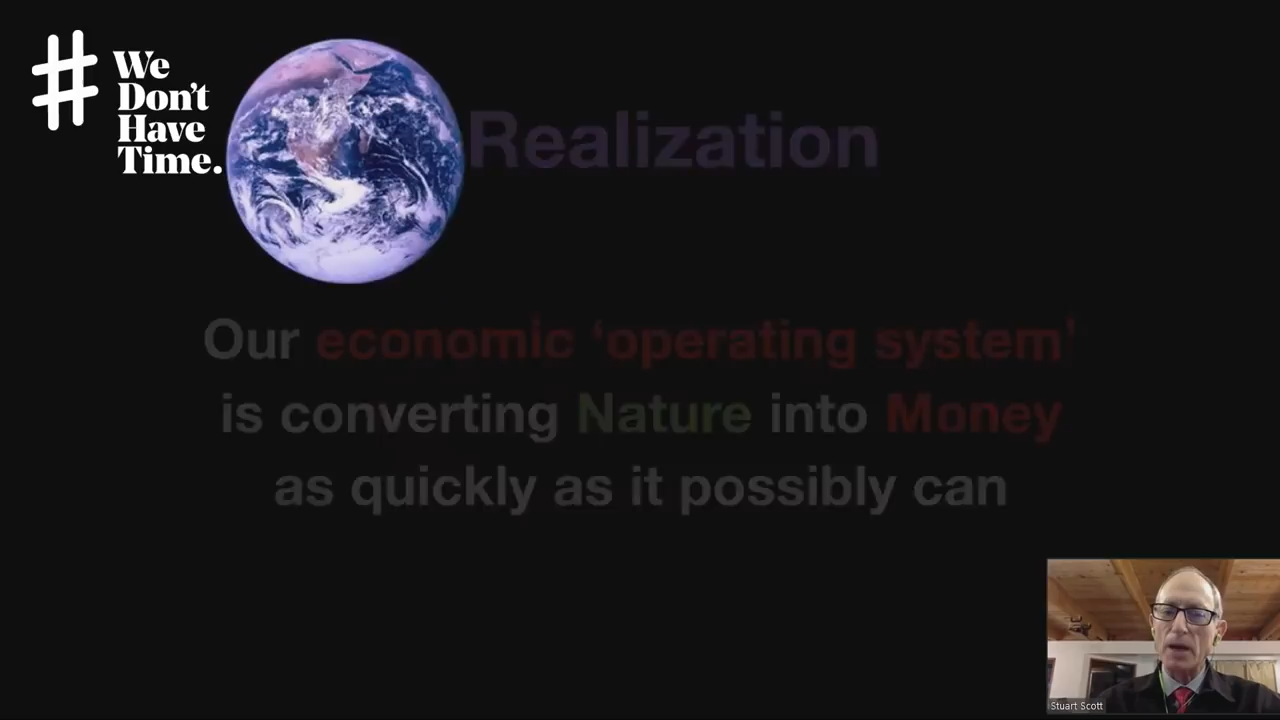 #
We
Don't
Have
Time.
Realization
Our economic ‘operating system’
is converting Nature into Money
as quickly as it possibly can
Stuart Scott